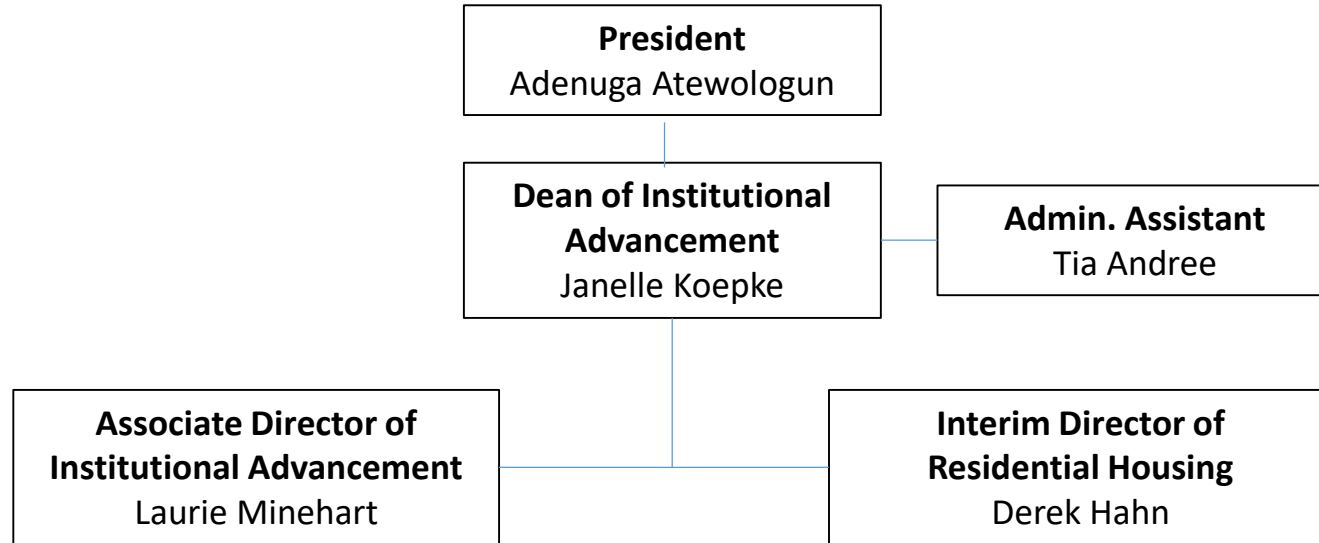 President
Adenuga Atewologun
Dean of Institutional
Advancement
Janelle Koepke
Admin. Assistant
Tia Andree
Associate Director of
Institutional Advancement
Laurie Minehart
Interim Director of
Residential Housing
Derek Hahn